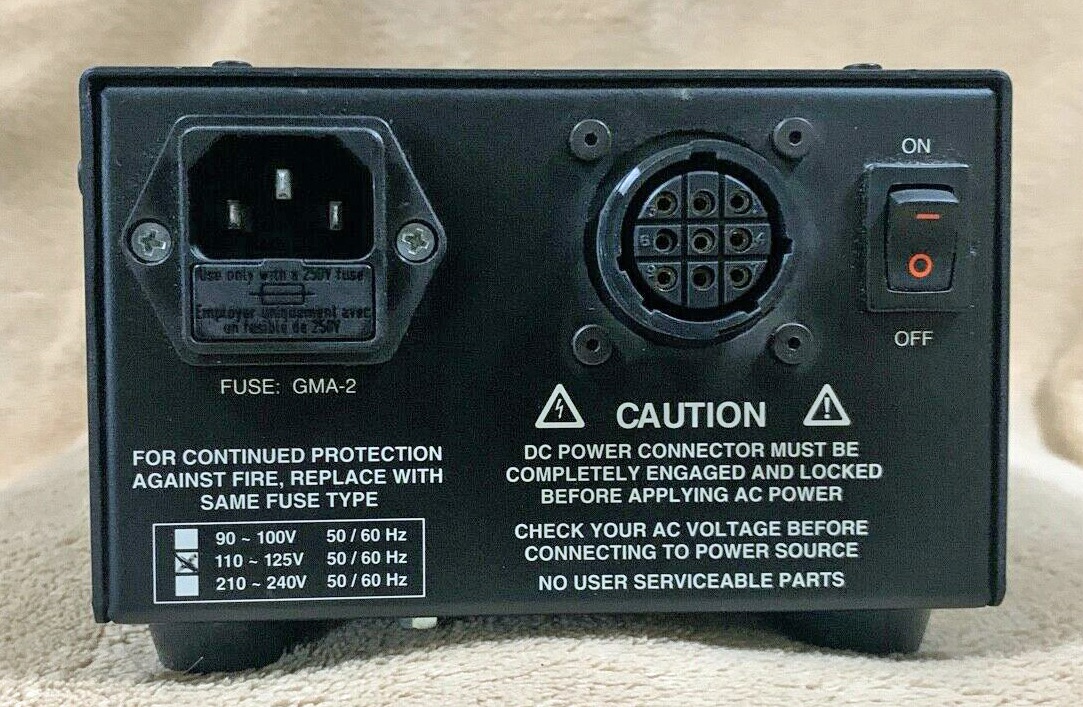 Use only with a 250V fuse
Employer uniquement avec
un fusible de 250V
FUSE: GMA-2
FOR CONTINUED PROTECTION
AGAINST FIRE, REPLACE WITH
SAME FUSE TYPE
90 ~ 100V 50 / 60 Hz
110 ~ 125V 50 / 60 Hz
210 ~ 240V 50 / 60 Hz
ON
OFF
CAUTION
DC POWER CONNECTOR MUST BE
COMPLETELY ENGAGED AND LOCKED
BEFORE APPLYING AC POWER
CHECK YOUR AC VOLTAGE BEFORE
CONNECTING TO POWER SOURCE
NO USER SERVICEABLE PARTS